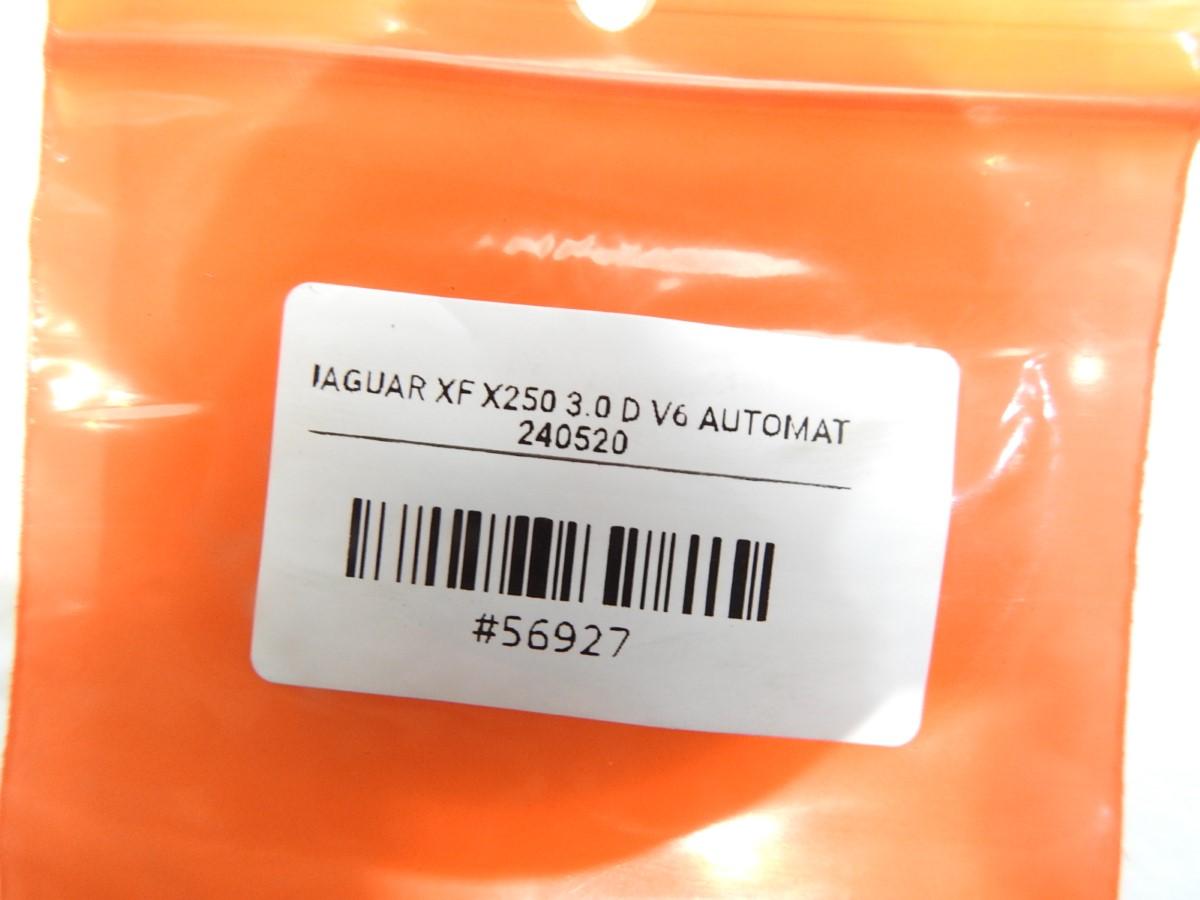 JAGUAR XF X250 3.0 D V6 AUTOMAT
240520
#56927